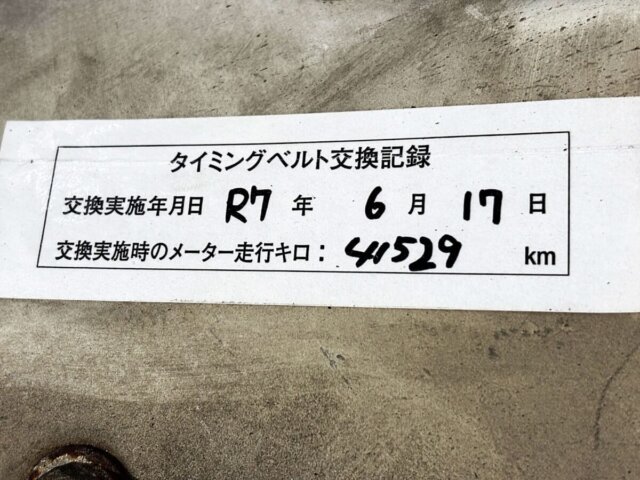 タイミングベルト交換記録
交換実施年月日 R7 年 6 月 17 日
交換実施時のメーター走行キロ： 41529 km